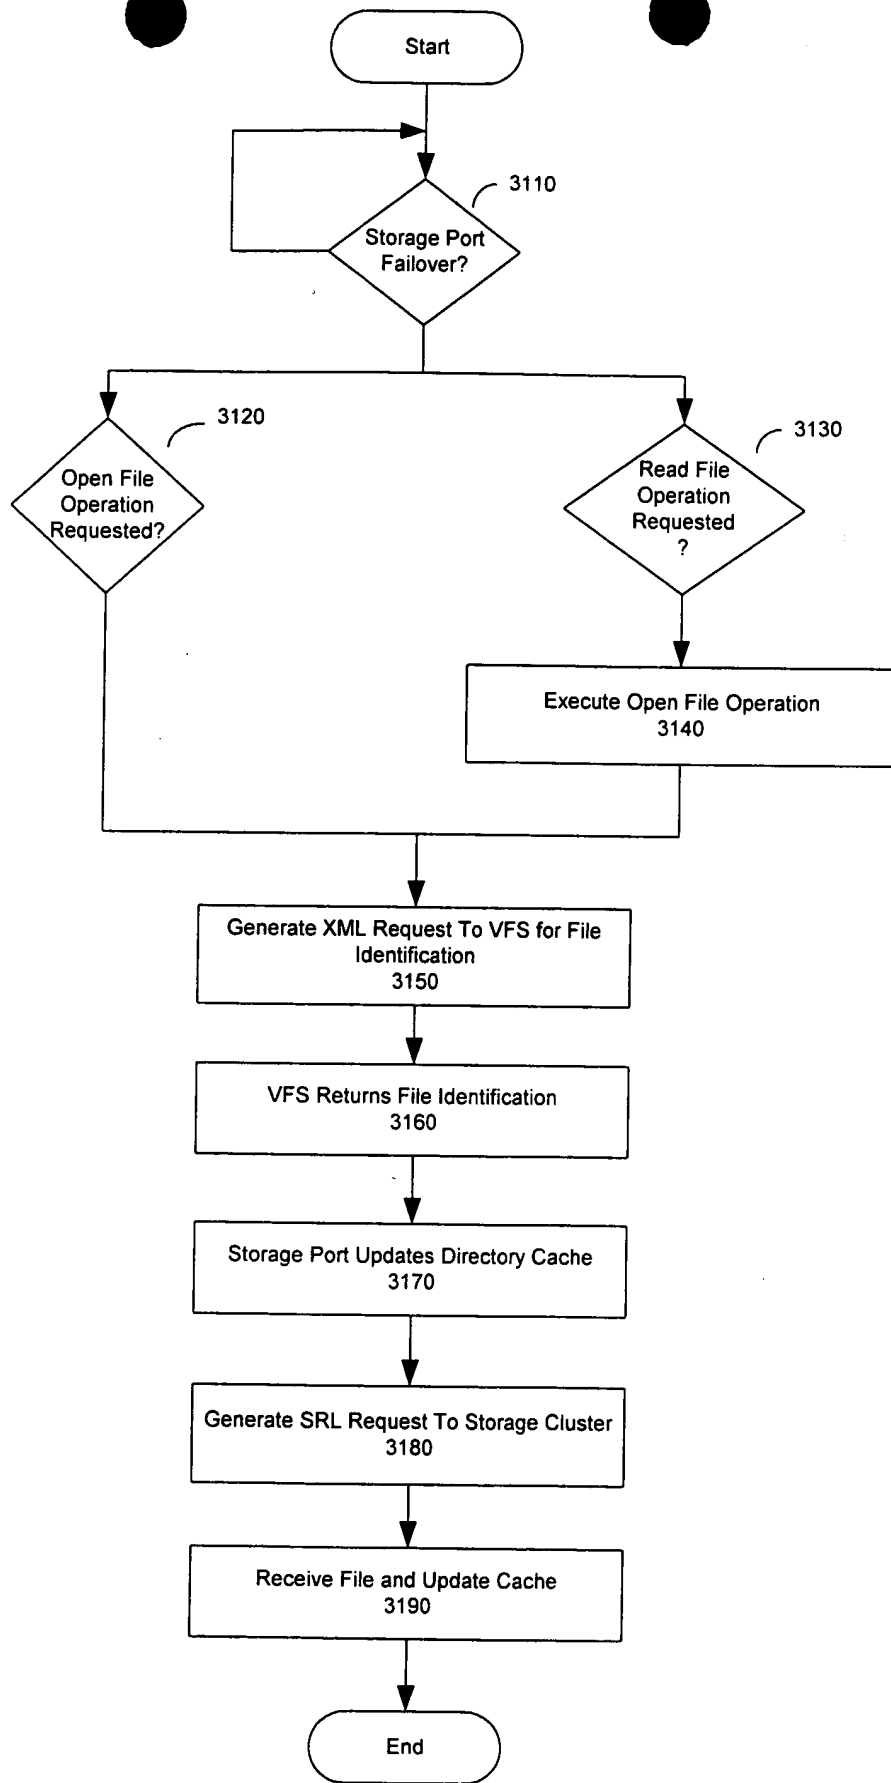 Start
3110
Storage Port
Failover?
3120
Open File
Operation
Requested?
3130
Read File
Operation
Requested
?
Execute Open File Operation
3140
Generate XML Request To VFS for File
Identification
3150
VFS Returns File Identification
3160
Storage Port Updates Directory Cache
3170
Generate SRL Request To Storage Cluster
3180
Receive File and Update Cache
3190
End